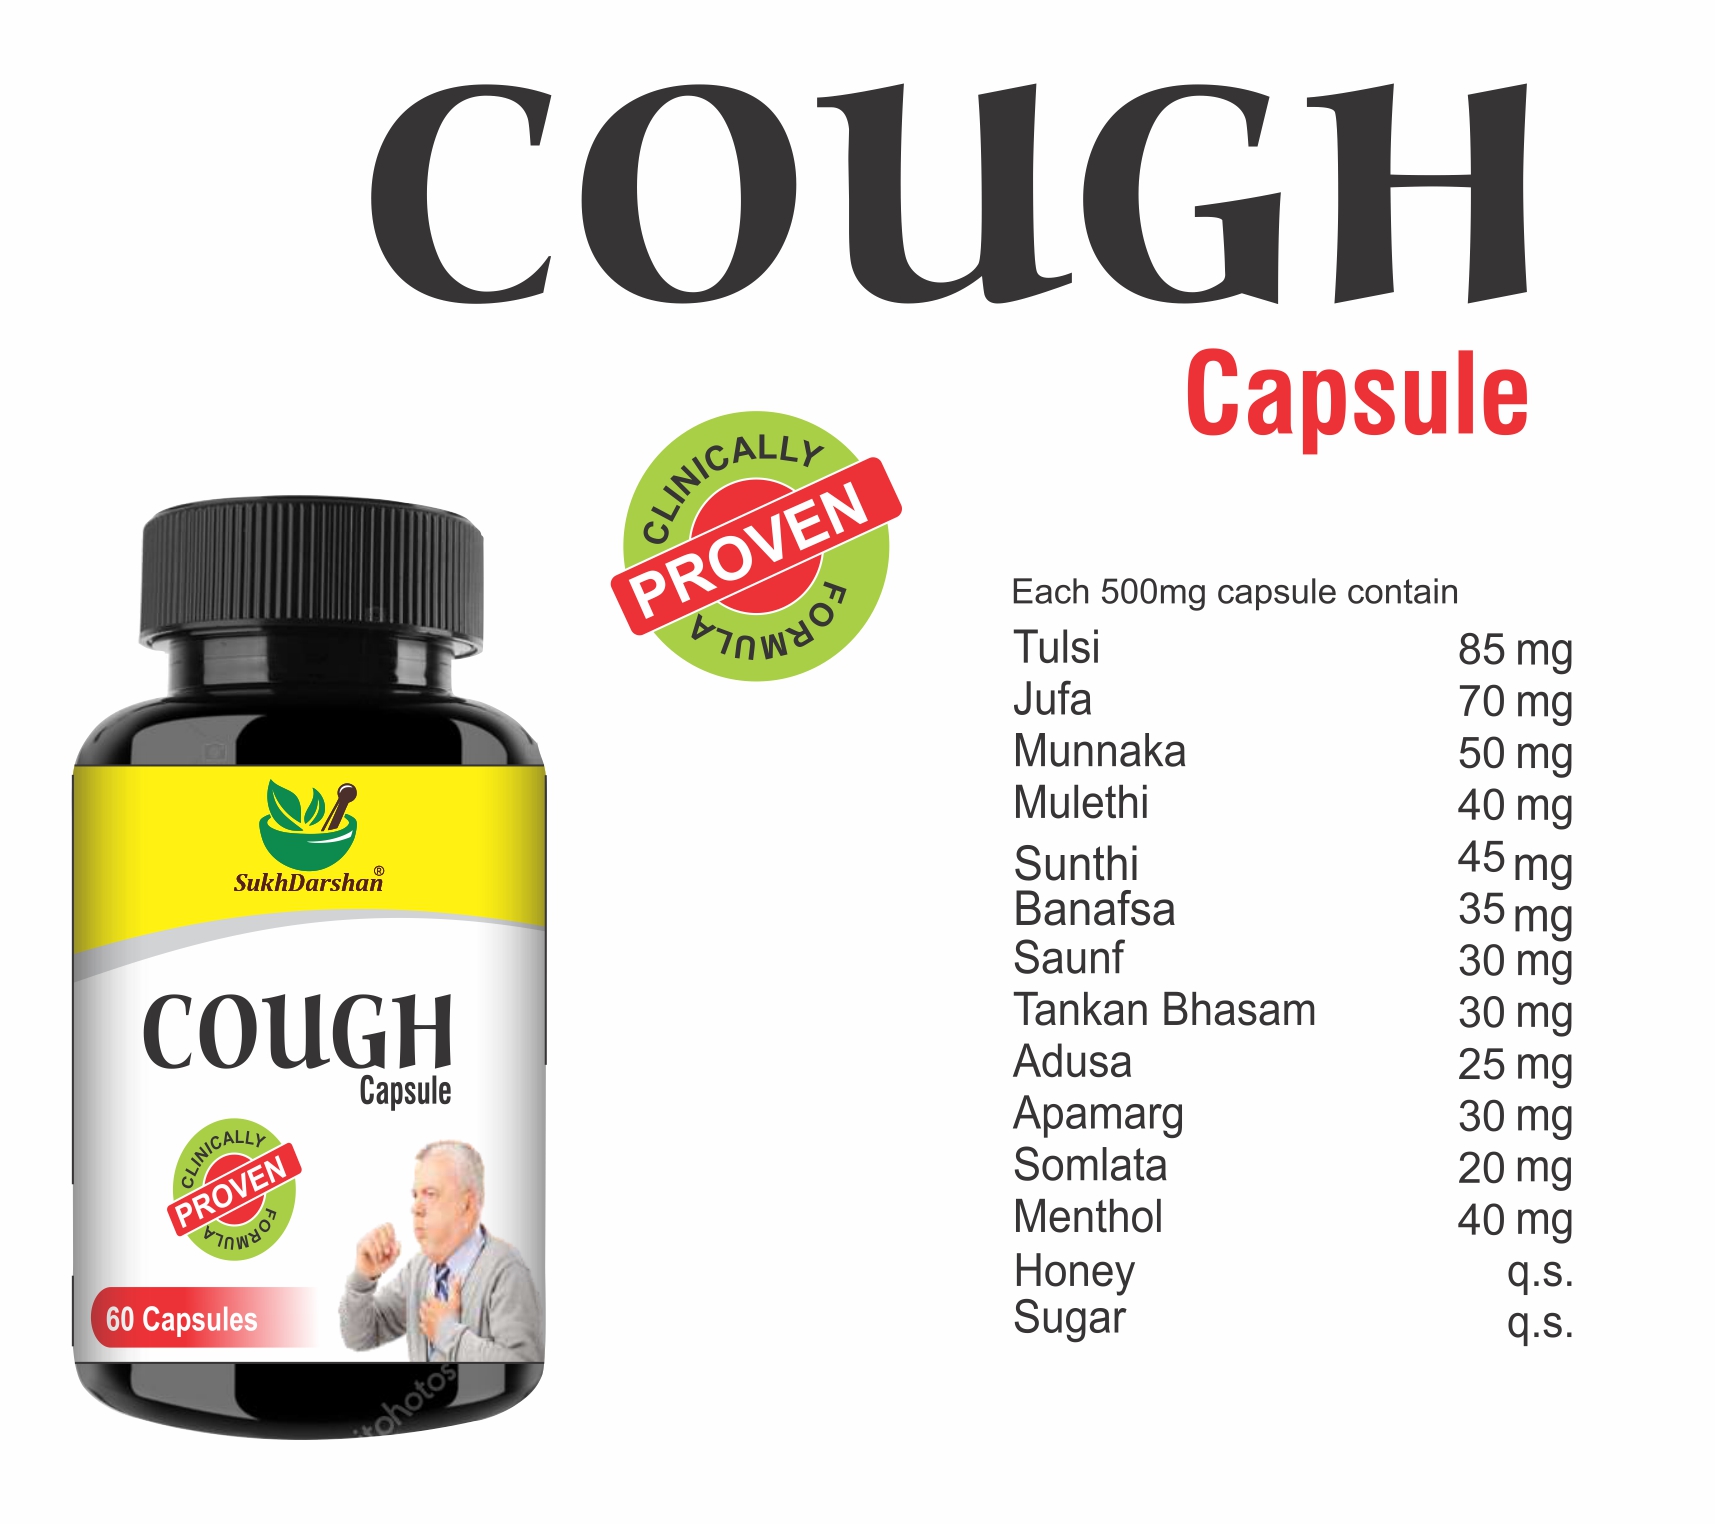 COUGH
Capsule
CLINICALLY
PROVEN
FORMULA
Each 500mg capsule contain
Tulsi 85 mg
Jufa 70 mg
Munnaka 50 mg
Mulethi 40 mg
Sunthi 45 mg
Banafsa 35 mg
Saunf 30 mg
Tankan Bhasam 30 mg
Adusa 25 mg
Apamarg 30 mg
Somlata 20 mg
Menthol 40 mg
Honey q.s.
Sugar q.s.
SukhDarshan®
COUGH
Capsule
CLINICALLY
PROVEN
FORMULA
60 Capsules